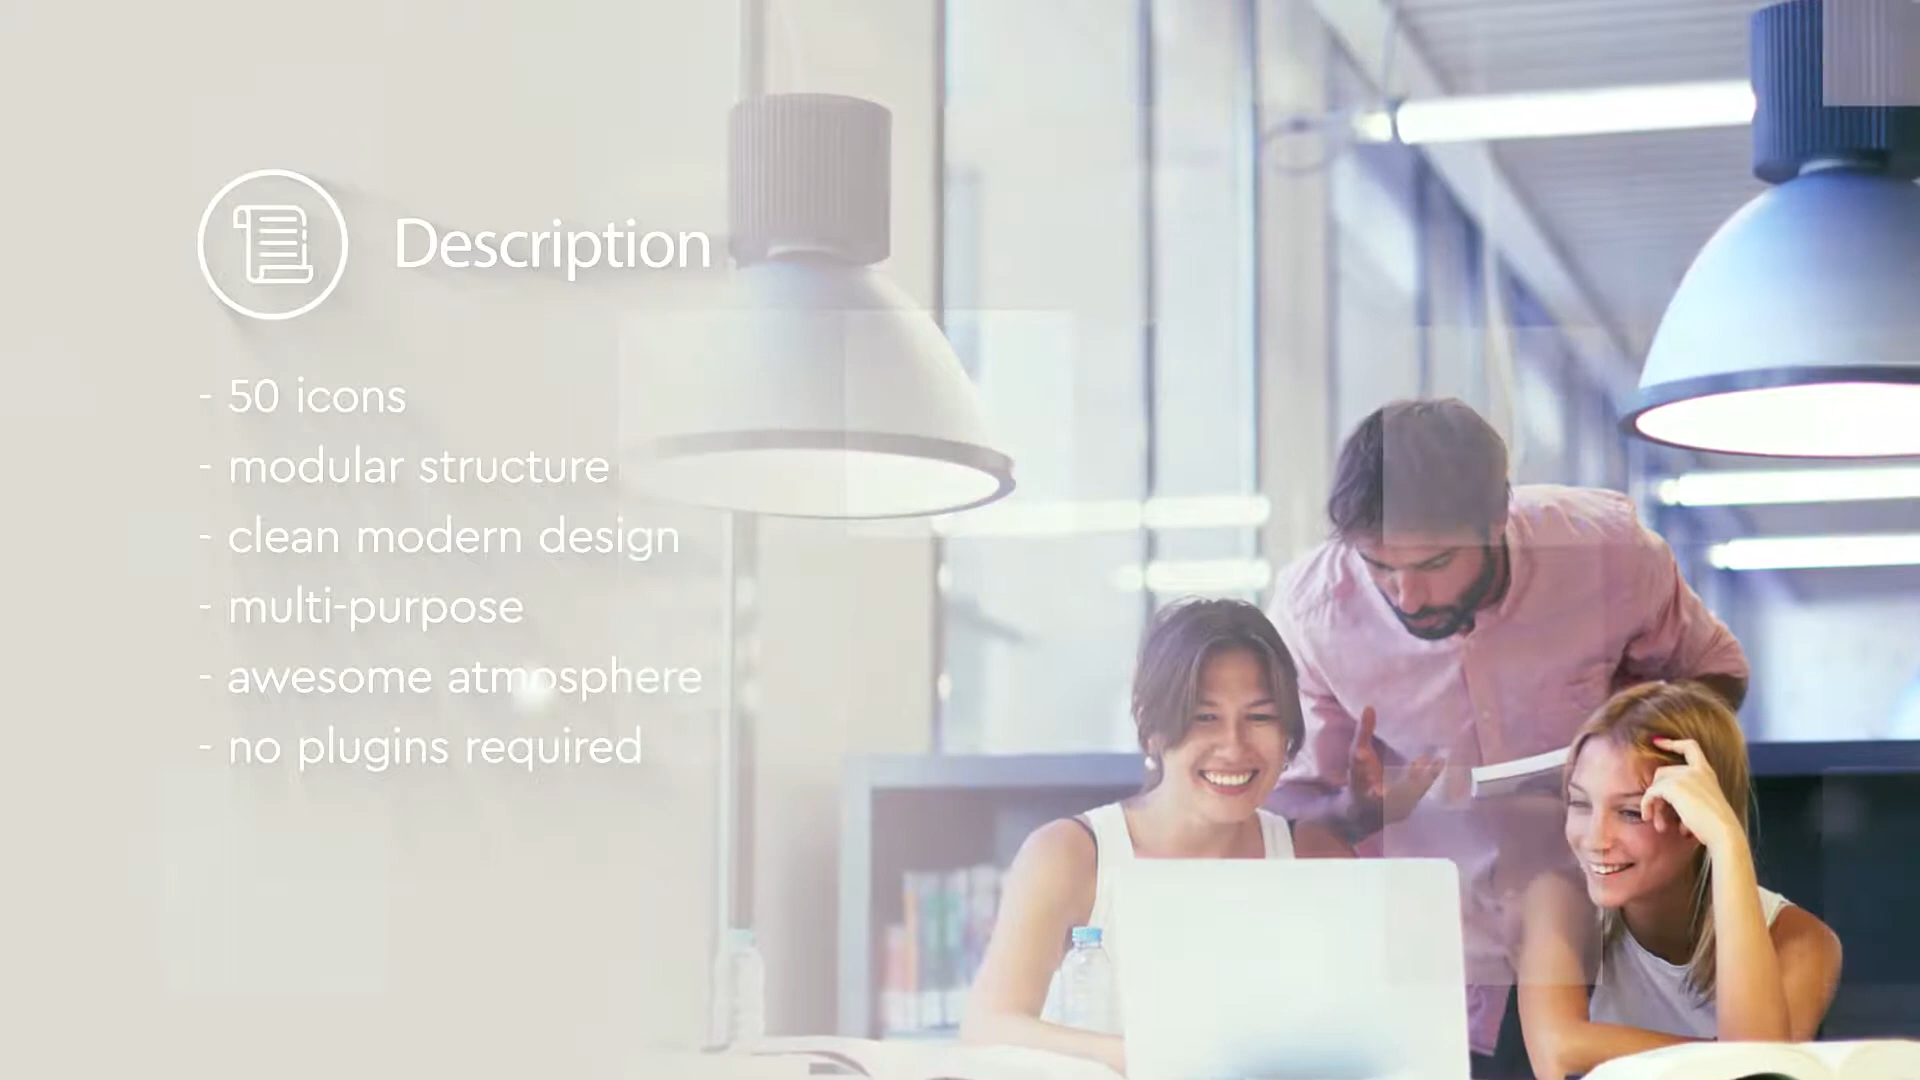 Description
- 50 icons
- modular structure
- clean modern design
- multi-purpose
- awesome atmosphere
- no plugins required